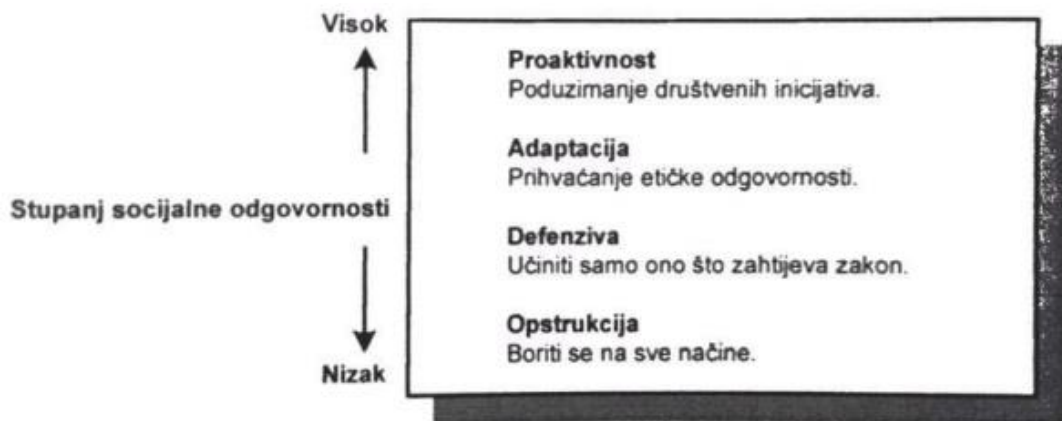 Visok
Proaktivnost
Poduzimanje društvenih inicijativa.
Adaptacija
Prihvaćanje etičke odgovornosti.
Stupanj socijalne odgovornosti
Defenziva
Učiniti samo ono što zahtijeva zakon.
Opstrukcija
Boriti se na sve načine.
Nizak